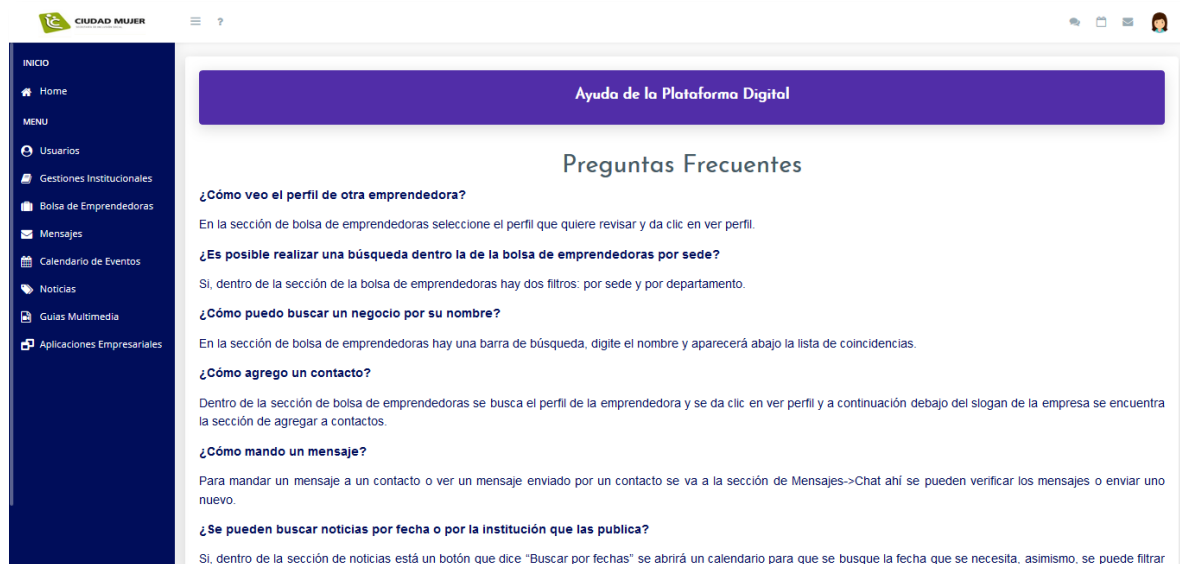 CIUDAD MUJER
?
INICIO
Home
MENU
Usuarios
Gestiones Institucionales
Bolsa de Emprendedoras
Mensajes
Calendario de Eventos
Noticias
Guias Multimedia
Aplicaciones Empresariales
Ayuda de la Plataforma Digital
Preguntas Frecuentes
¿Cómo veo el perfil de otra emprendedora?
En la sección de bolsa de emprendedoras seleccione el perfil que quiere revisar y da clic en ver perfil.
¿Es posible realizar una búsqueda dentro la de la bolsa de emprendedoras por sede?
Si, dentro de la sección de la bolsa de emprendedoras hay dos filtros: por sede y por departamento.
¿Cómo puedo buscar un negocio por su nombre?
En la sección de bolsa de emprendedoras hay una barra de búsqueda, digite el nombre y aparecerá abajo la lista de coincidencias.
¿Cómo agrego un contacto?
Dentro de la sección de bolsa de emprendedoras se busca el perfil de la emprendedora y se da clic en ver perfil y a continuación debajo del slogan de la empresa se encuentra
la sección de agregar a contactos.
¿Cómo mando un mensaje?
Para mandar un mensaje a un contacto o ver un mensaje enviado por un contacto se va a la sección de Mensajes->Chat ahí se pueden verificar los mensajes o enviar uno
nuevo.
¿Se pueden buscar noticias por fecha o por la institución que las publica?
Si, dentro de la sección de noticias está un botón que dice “Buscar por fechas” se abrirá un calendario para que se busque la fecha que se necesita, asimismo, se puede filtrar